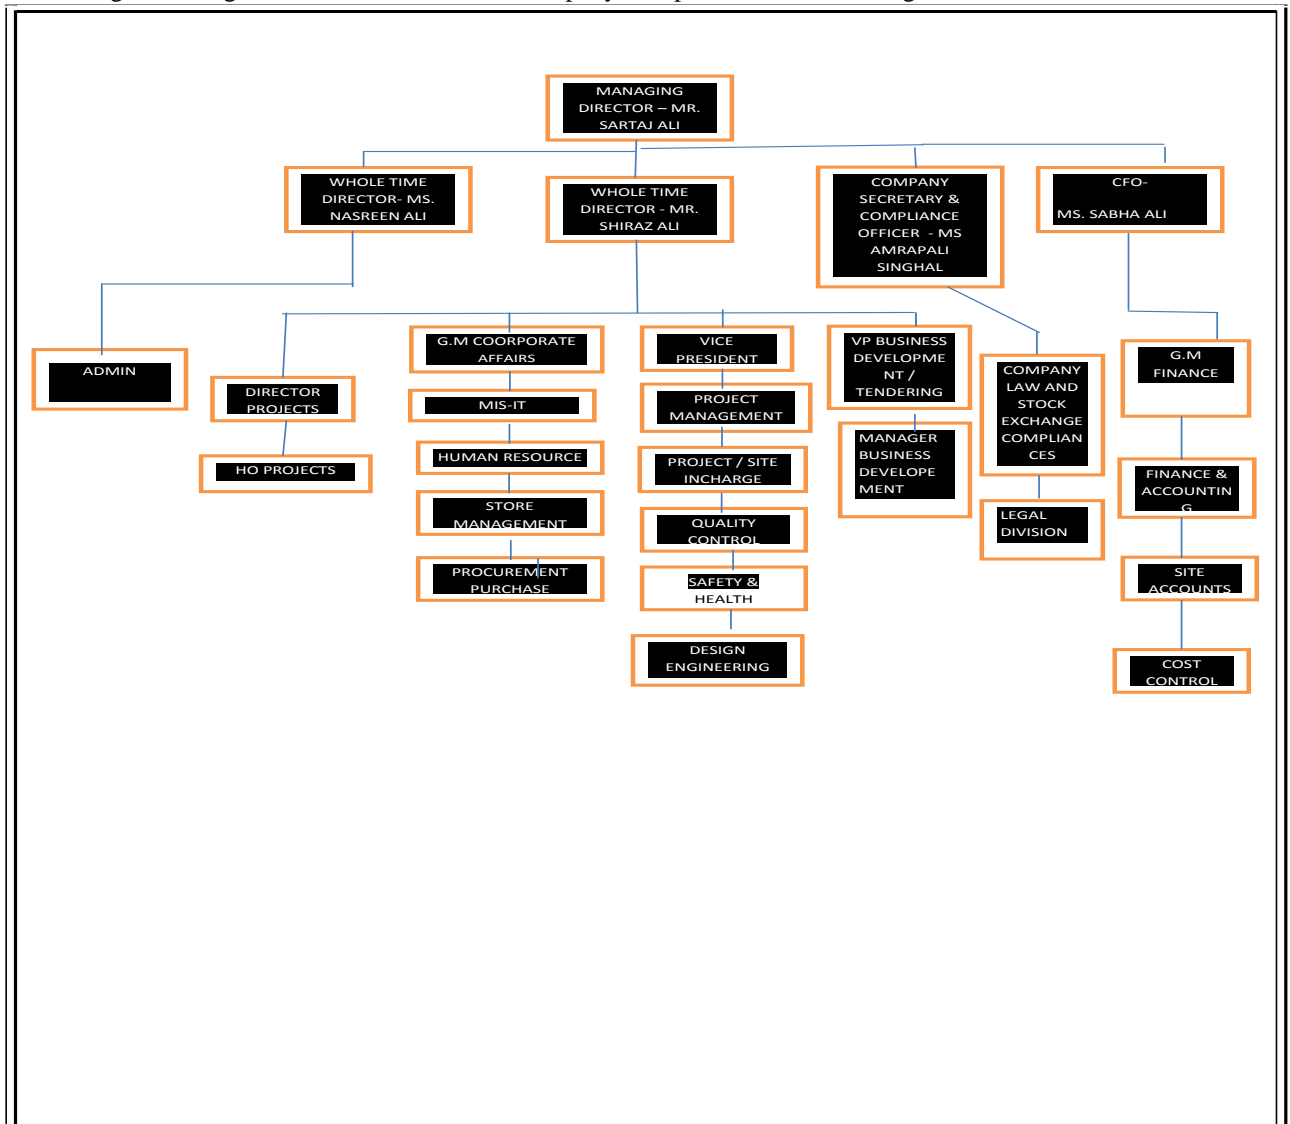 MANAGING
DIRECTOR – MR.
SARTAJ ALI
WHOLE TIME
DIRECTOR- MS.
NASREEN ALI
WHOLE TIME
DIRECTOR - MR.
SHIRAZ ALI
COMPANY
SECRETARY &
COMPLIANCE
OFFICER - MS
AMRAPALI
SINGHAL
CFO-
MS. SABHA ALI
ADMIN
DIRECTOR
PROJECTS
HO PROJECTS
G.M COORPORATE
AFFAIRS
MIS-IT
HUMAN RESOURCE
STORE
MANAGEMENT
PROCUREMENT
PURCHASE
VICE
PRESIDENT
PROJECT
MANAGEMENT
PROJECT / SITE
INCHARGE
QUALITY
CONTROL
SAFETY &
HEALTH
DESIGN
ENGINEERING
VP BUSINESS
DEVELOPME
NT /
TENDERING
MANAGER
BUSINESS
DEVELOPE
MENT
COMPANY
LAW AND
STOCK
EXCHANGE
COMPLIAN
CES
LEGAL
DIVISION
G.M
FINANCE
FINANCE &
ACCOUNTIN
G
SITE
ACCOUNTS
COST
CONTROL